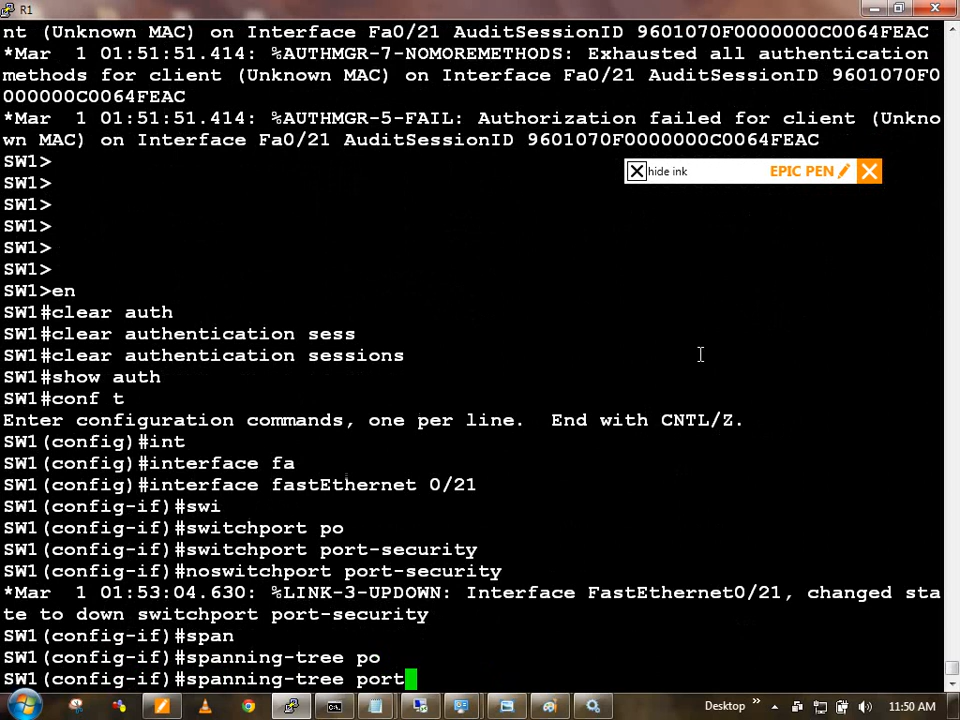 R1
nt (Unknown MAC) on Interface Fa0/21 AuditSessionID 9601070F0000000C0064FEAC
*Mar  1 01:51:51.414: %AUTHMGR-7-NOMOREMETHODS: Exhausted all authentication
methods for client (Unknown MAC) on Interface Fa0/21 AuditSessionID 9601070F0
000000C0064FEAC
*Mar  1 01:51:51.414: %AUTHMGR-5-FAIL: Authorization failed for client (Unkno
wn MAC) on Interface Fa0/21 AuditSessionID 9601070F0000000C0064FEAC
SW1>
hide ink EPIC PEN
SW1>
SW1>
SW1>
SW1>
SW1>
SW1>en
SW1#clear auth
SW1#clear authentication sess
SW1#clear authentication sessions
SW1#show auth
SW1#conf t
Enter configuration commands, one per line.  End with CNTL/Z.
SW1(config)#int
SW1(config)#interface fa
SW1(config)#interface fastEthernet 0/21
SW1(config-if)#swi
SW1(config-if)#switchport po
SW1(config-if)#switchport port-security
SW1(config-if)#noswitchport port-security
*Mar  1 01:53:04.630: %LINK-3-UPDOWN: Interface FastEthernet0/21, changed sta
te to down switchport port-security
SW1(config-if)#span
SW1(config-if)#spanning-tree po
SW1(config-if)#spanning-tree port
Desktop 11:50 AM